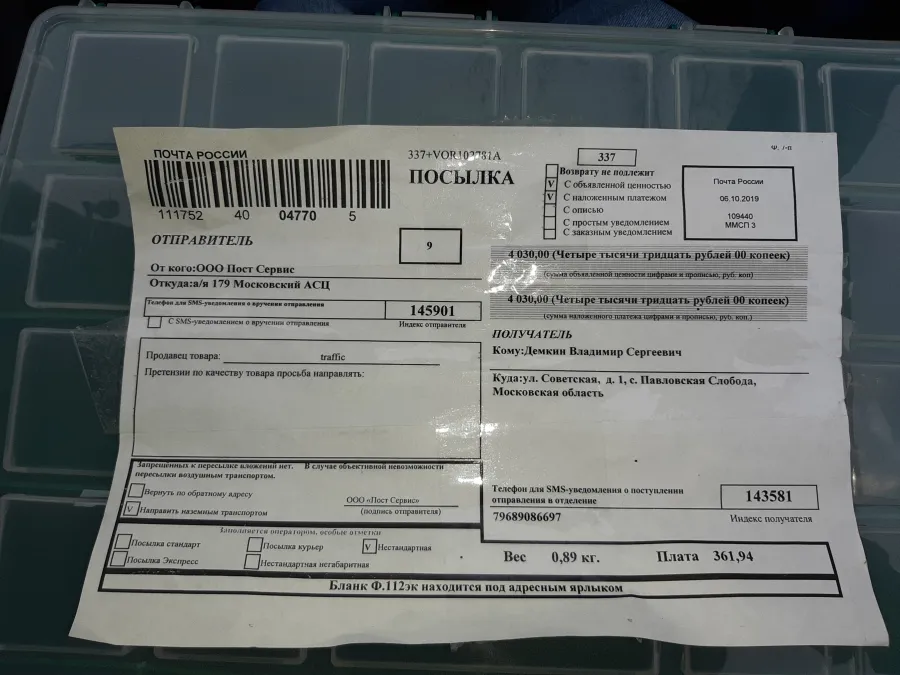 ПОЧТА РОССИИ
111752 40 04770 5
337+VOR102781A
ПОСЫЛКА
337
Возврату не подлежит
V С объявленной ценностью
V С наложенным платежом
С описью
С простым уведомлением
С заказным уведомлением
Почта России
06.10.2019
109440
ММСП 3
ОТПРАВИТЕЛЬ
9
От кого:ООО Пост Сервис
Откуда:а/я 179 Московский АСЦ
Телефон для SMS-уведомления о вручении отправления
С SMS-уведомлением о вручении отправления
145901
Индекс отправителя
4 030,00 (Четыре тысячи тридцать рублей 00 копеек)
(сумма объявленной ценности цифрами и прописью, руб. коп)
4 030,00 (Четыре тысячи тридцать рублей 00 копеек)
(сумма наложенного платежа цифрами и прописью, руб. коп.)
ПОЛУЧАТЕЛЬ
Кому:Демкин Владимир Сергеевич
Куда:ул. Советская, д. 1, с. Павловская Слобода,
Московская область
Продавец товара: traffic
Претензии по качеству товара просьба направлять:
Запрещённых к пересылке вложений нет. В случае объективной невозможности
пересылки воздушным транспортом.
Вернуть по обратному адресу
V Направить наземным транспортом
ООО «Пост Сервис»
(подпись отправителя)
Телефон для SMS-уведомления о поступлении
отправления в отделение
79689086697
143581
Индекс получателя
Заполняется оператором, особые отметки
Посылка стандарт
Посылка курьер
V Нестандартная
Посылка Экспресс
Нестандартная негабаритная
Вес 0,89 кг. Плата 361,94
Бланк Ф.112эк находится под адресным ярлыком